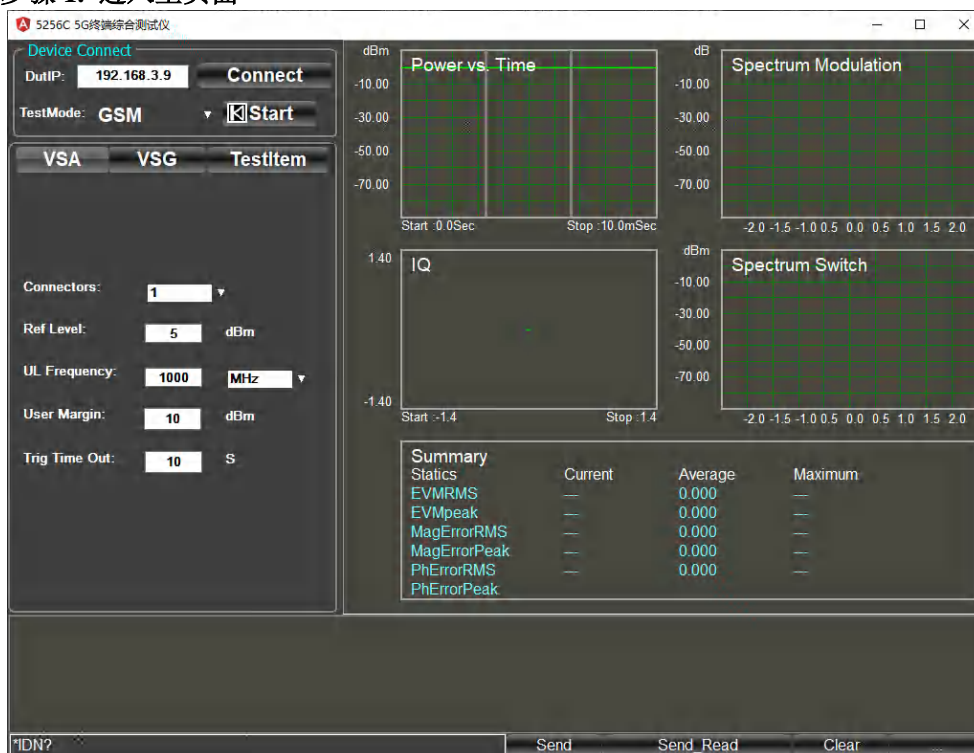 步骤 1. 进入主页面
5256C 5G终端综合测试仪
Device Connect
DutIP: 192.168.3.9 Connect
TestMode: GSM Start
VSA VSG TestItem
Connectors: 1
Ref Level: 5 dBm
UL Frequency: 1000 MHz
User Margin: 10 dBm
Trig Time Out: 10 S
dBm
Power vs. Time
-10.00
-30.00
-50.00
-70.00
Start :0.0Sec Stop :10.0mSec
dB
Spectrum Modulation
-10.00
-30.00
-50.00
-70.00
-2.0 -1.5 -1.0 0.5 0.0 0.5 1.0 1.5 2.0
1.40
IQ
-1.40
Start :-1.4 Stop :1.4
dBm
Spectrum Switch
-10.00
-30.00
-50.00
-70.00
-2.0 -1.5 -1.0 0.5 0.0 0.5 1.0 1.5 2.0
Summary
Statics Current Average Maximum
EVMRMS --- 0.000 ---
EVMpeak --- 0.000 ---
MagErrorRMS --- 0.000 ---
MagErrorPeak --- 0.000 ---
PhErrorRMS --- 0.000 ---
PhErrorPeak
*IDN? Send Send_Read Clear ...